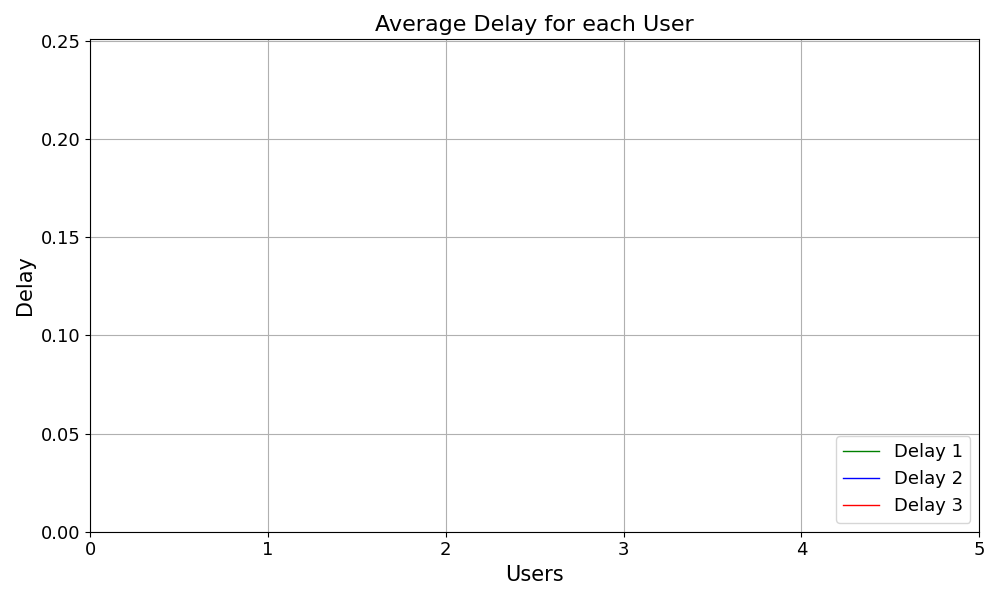 Average Delay for each User
0.25
0.20
0.15
0.10
0.05
0.00
Delay
Delay 1
Delay 2
Delay 3
0 1 2 3 4 5
Users